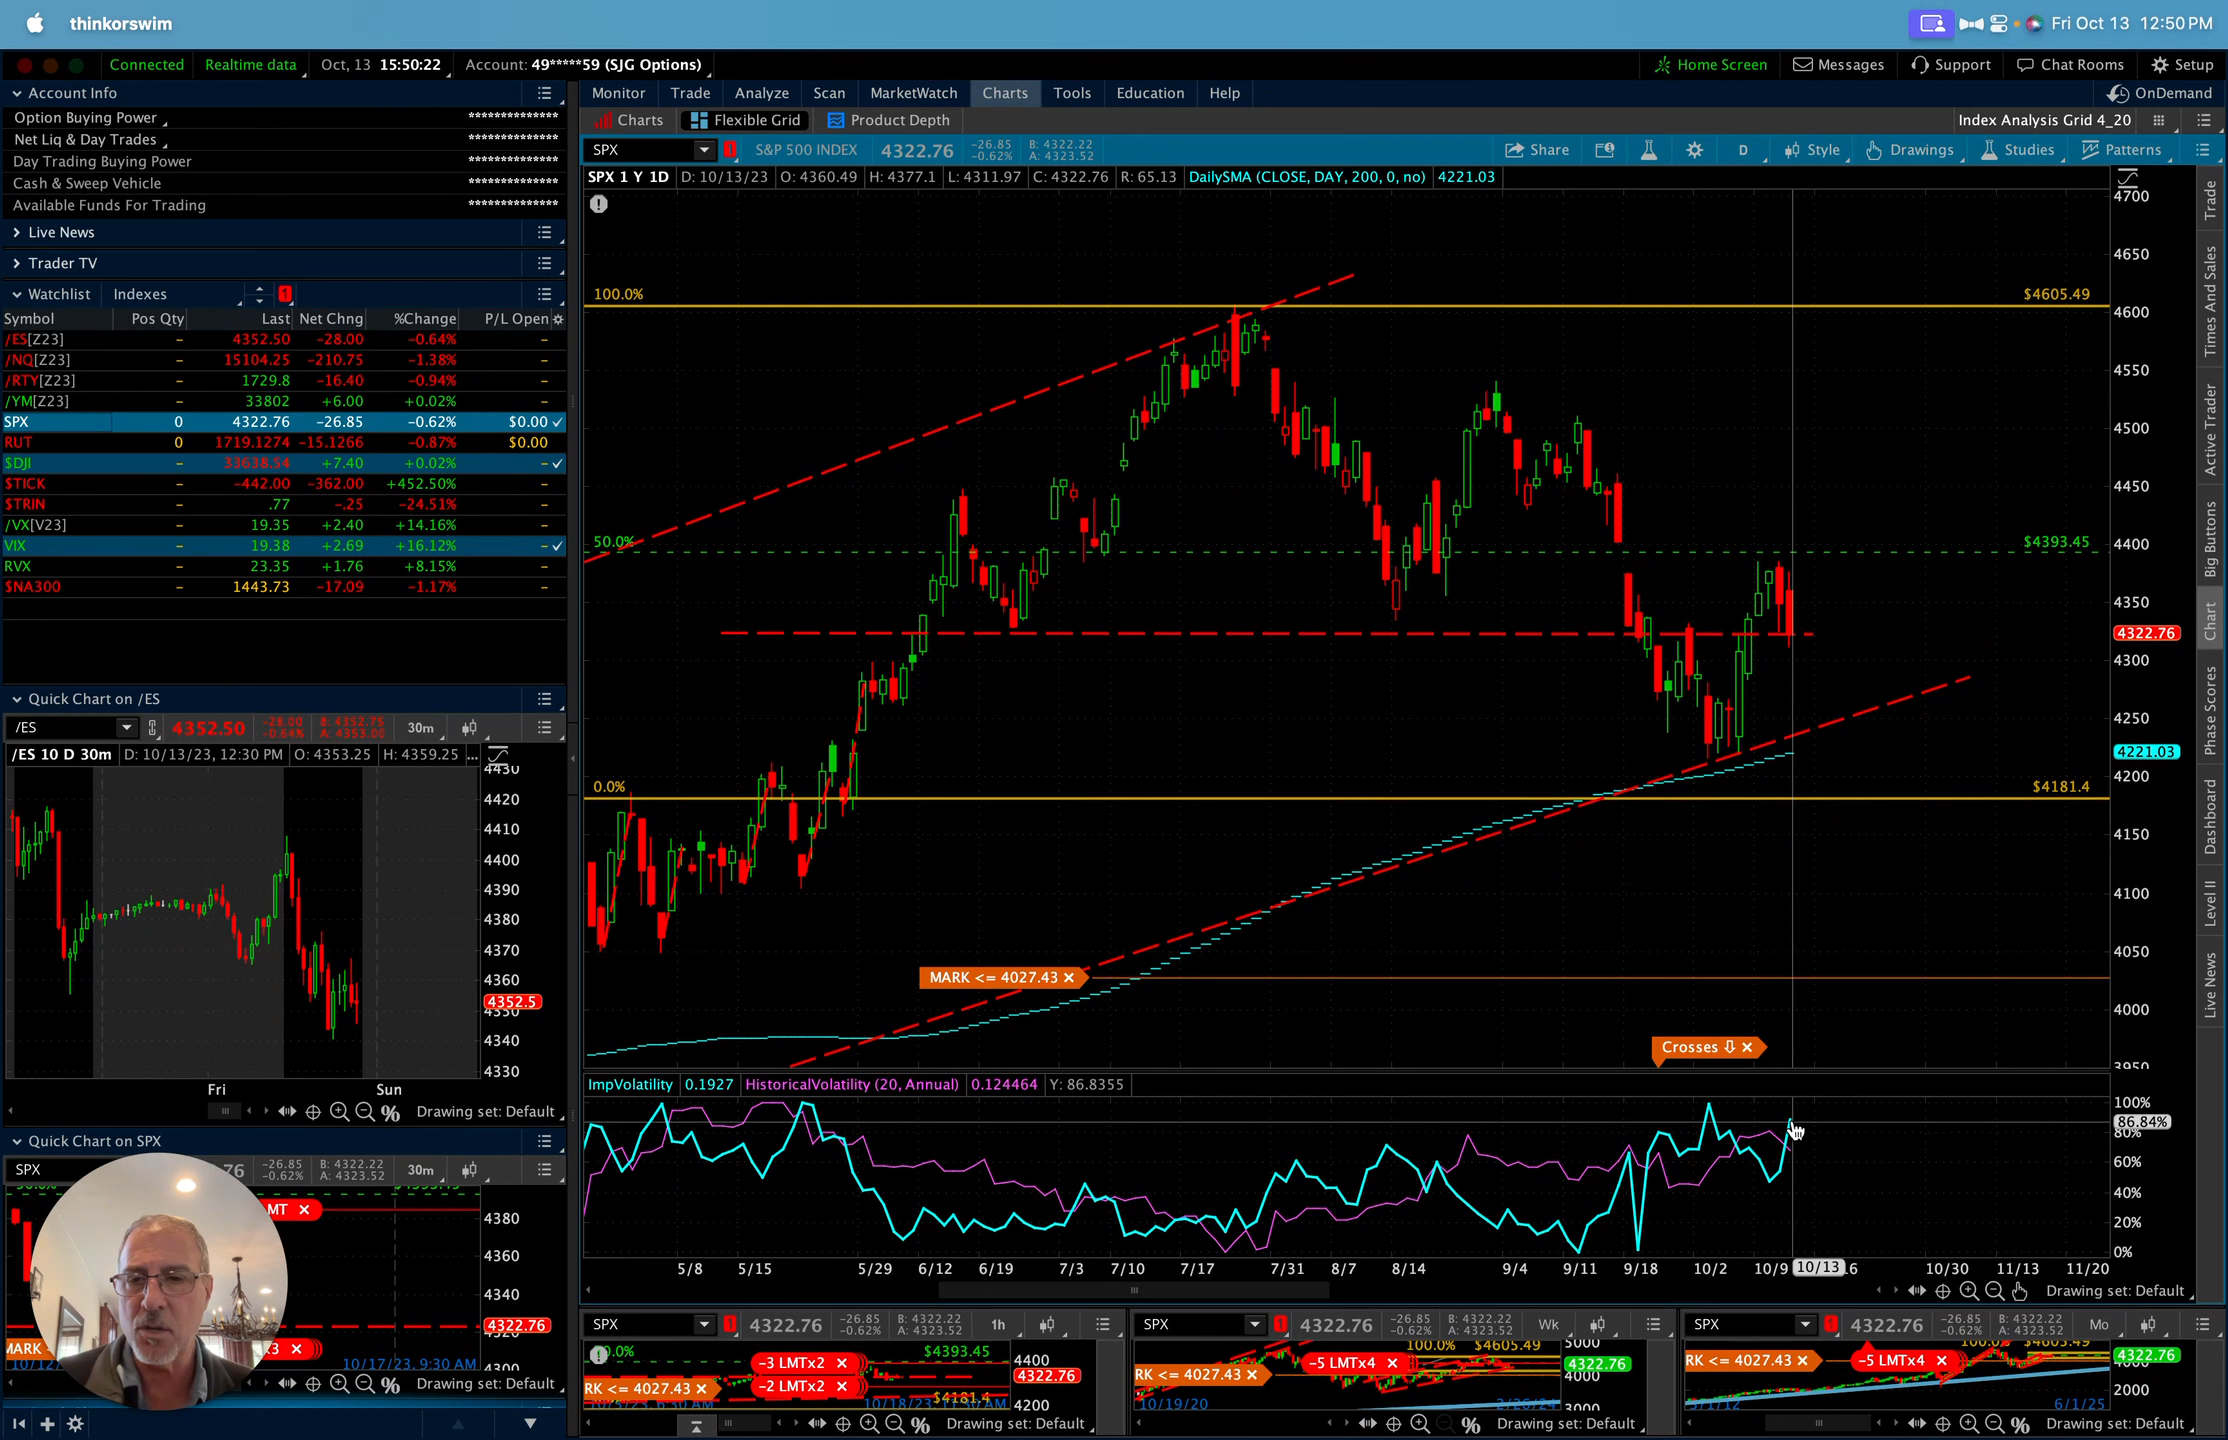 thinkorswim
Fri Oct 13 12:50 PM
Connected Realtime data Oct, 13 15:50:22 Account: 49*****59 (SJG Options)
Home Screen Messages Support Chat Rooms Setup
Account Info
Option Buying Power **************
Net Liq & Day Trades **************
Day Trading Buying Power **************
Cash & Sweep Vehicle **************
Available Funds For Trading **************
Live News
Trader TV
Watchlist Indexes 1
Symbol Pos Qty Last Net Chng %Change P/L Open
/ES[Z23] – 4352.50 -28.00 -0.64% –
/NQ[Z23] – 15104.25 -210.75 -1.38% –
/RTY[Z23] – 1729.8 -16.40 -0.94% –
/YM[Z23] – 33802 +6.00 +0.02% –
SPX 0 4322.76 -26.85 -0.62% $0.00
RUT 0 1719.1274 -15.1266 -0.87% $0.00
$DJI – 33638.54 +7.40 +0.02% –
$TICK – -442.00 -362.00 +452.50% –
$TRIN – .77 -.25 -24.51% –
/VX[V23] – 19.35 +2.40 +14.16% –
VIX – 19.38 +2.69 +16.12% –
RVX – 23.35 +1.76 +8.15% –
$NA300 – 1443.73 -17.09 -1.17% –
Quick Chart on /ES
/ES 4352.50 -28.00 -0.64% B: 4352.75 A: 4353.00 30m
/ES 10 D 30m D: 10/13/23, 12:30 PM O: 4353.25 H: 4359.25 ...
4430
4420
4410
4400
4390
4380
4370
4360
4352.5
4350
4340
4330
Fri Sun
Drawing set: Default
Quick Chart on SPX
SPX 76 -26.85 -0.62% B: 4322.22 A: 4323.52 30m
MT
4380
4360
4340
4322.76
4300
10/17/23, 9:30 AM
Drawing set: Default
Monitor Trade Analyze Scan MarketWatch Charts Tools Education Help
OnDemand
Charts Flexible Grid Product Depth
Index Analysis Grid 4_20
SPX 1 S&P 500 INDEX 4322.76 -26.85 -0.62% B: 4322.22 A: 4323.52
Share D Style Drawings Studies Patterns
SPX 1 Y 1D D: 10/13/23 O: 4360.49 H: 4377.1 L: 4311.97 C: 4322.76 R: 65.13 DailySMA (CLOSE, DAY, 200, 0, no) 4221.03
100.0% $4605.49
50.0% $4393.45
0.0% $4181.4
MARK <= 4027.43
Crosses
4700
4650
4600
4550
4500
4450
4400
4350
4322.76
4300
4250
4221.03
4200
4150
4100
4050
4000
3950
ImpVolatility 0.1927 HistoricalVolatility (20, Annual) 0.124464 Y: 86.8355
100%
86.84%
80%
60%
40%
20%
0%
5/8 5/15 5/29 6/12 6/19 7/3 7/10 7/17 7/31 8/7 8/14 9/4 9/11 9/18 10/2 10/9 10/13 6 10/30 11/13 11/20
Drawing set: Default
SPX 1 4322.76 -26.85 -0.62% B: 4322.22 A: 4323.52 1h
-3 LMTx2 $4393.45 4400
4322.76
RK <= 4027.43 -2 LMTx2
$4181.4 4200
Drawing set: Default
SPX 1 4322.76 -26.85 -0.62% B: 4322.22 A: 4323.52 Wk
100.0% $4605.49 5000
-5 LMTx4 4322.76
RK <= 4027.43 4000
10/19/20 3000
Drawing set: Default
SPX 4322.76 -26.85 -0.62% B: 4322.22 A: 4323.52 Mo
RK <= 4027.43 -5 LMTx4 4322.76
2000
6/1/25
Drawing set: Default
Trade
Times And Sales
Active Trader
Big Buttons
Chart
Phase Scores
Dashboard
Level II
Live News